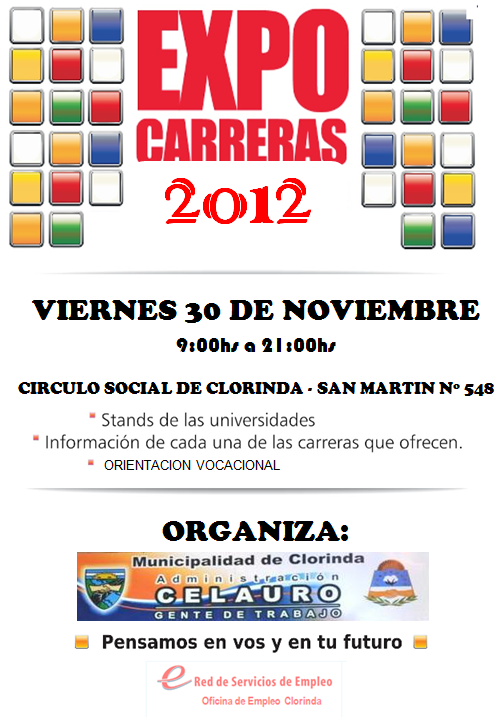 EXPO
CARRERAS
2012
VIERNES 30 DE NOVIEMBRE
9:00hs a 21:00hs
CIRCULO SOCIAL DE CLORINDA - SAN MARTIN Nº 548
Stands de las universidades
Información de cada una de las carreras que ofrecen.
ORIENTACION VOCACIONAL
ORGANIZA:
Municipalidad de Clorinda
Administración
CELAURO
GENTE DE TRABAJO
Pensamos en vos y en tu futuro
e Red de Servicios de Empleo
Oficina de Empleo Clorinda